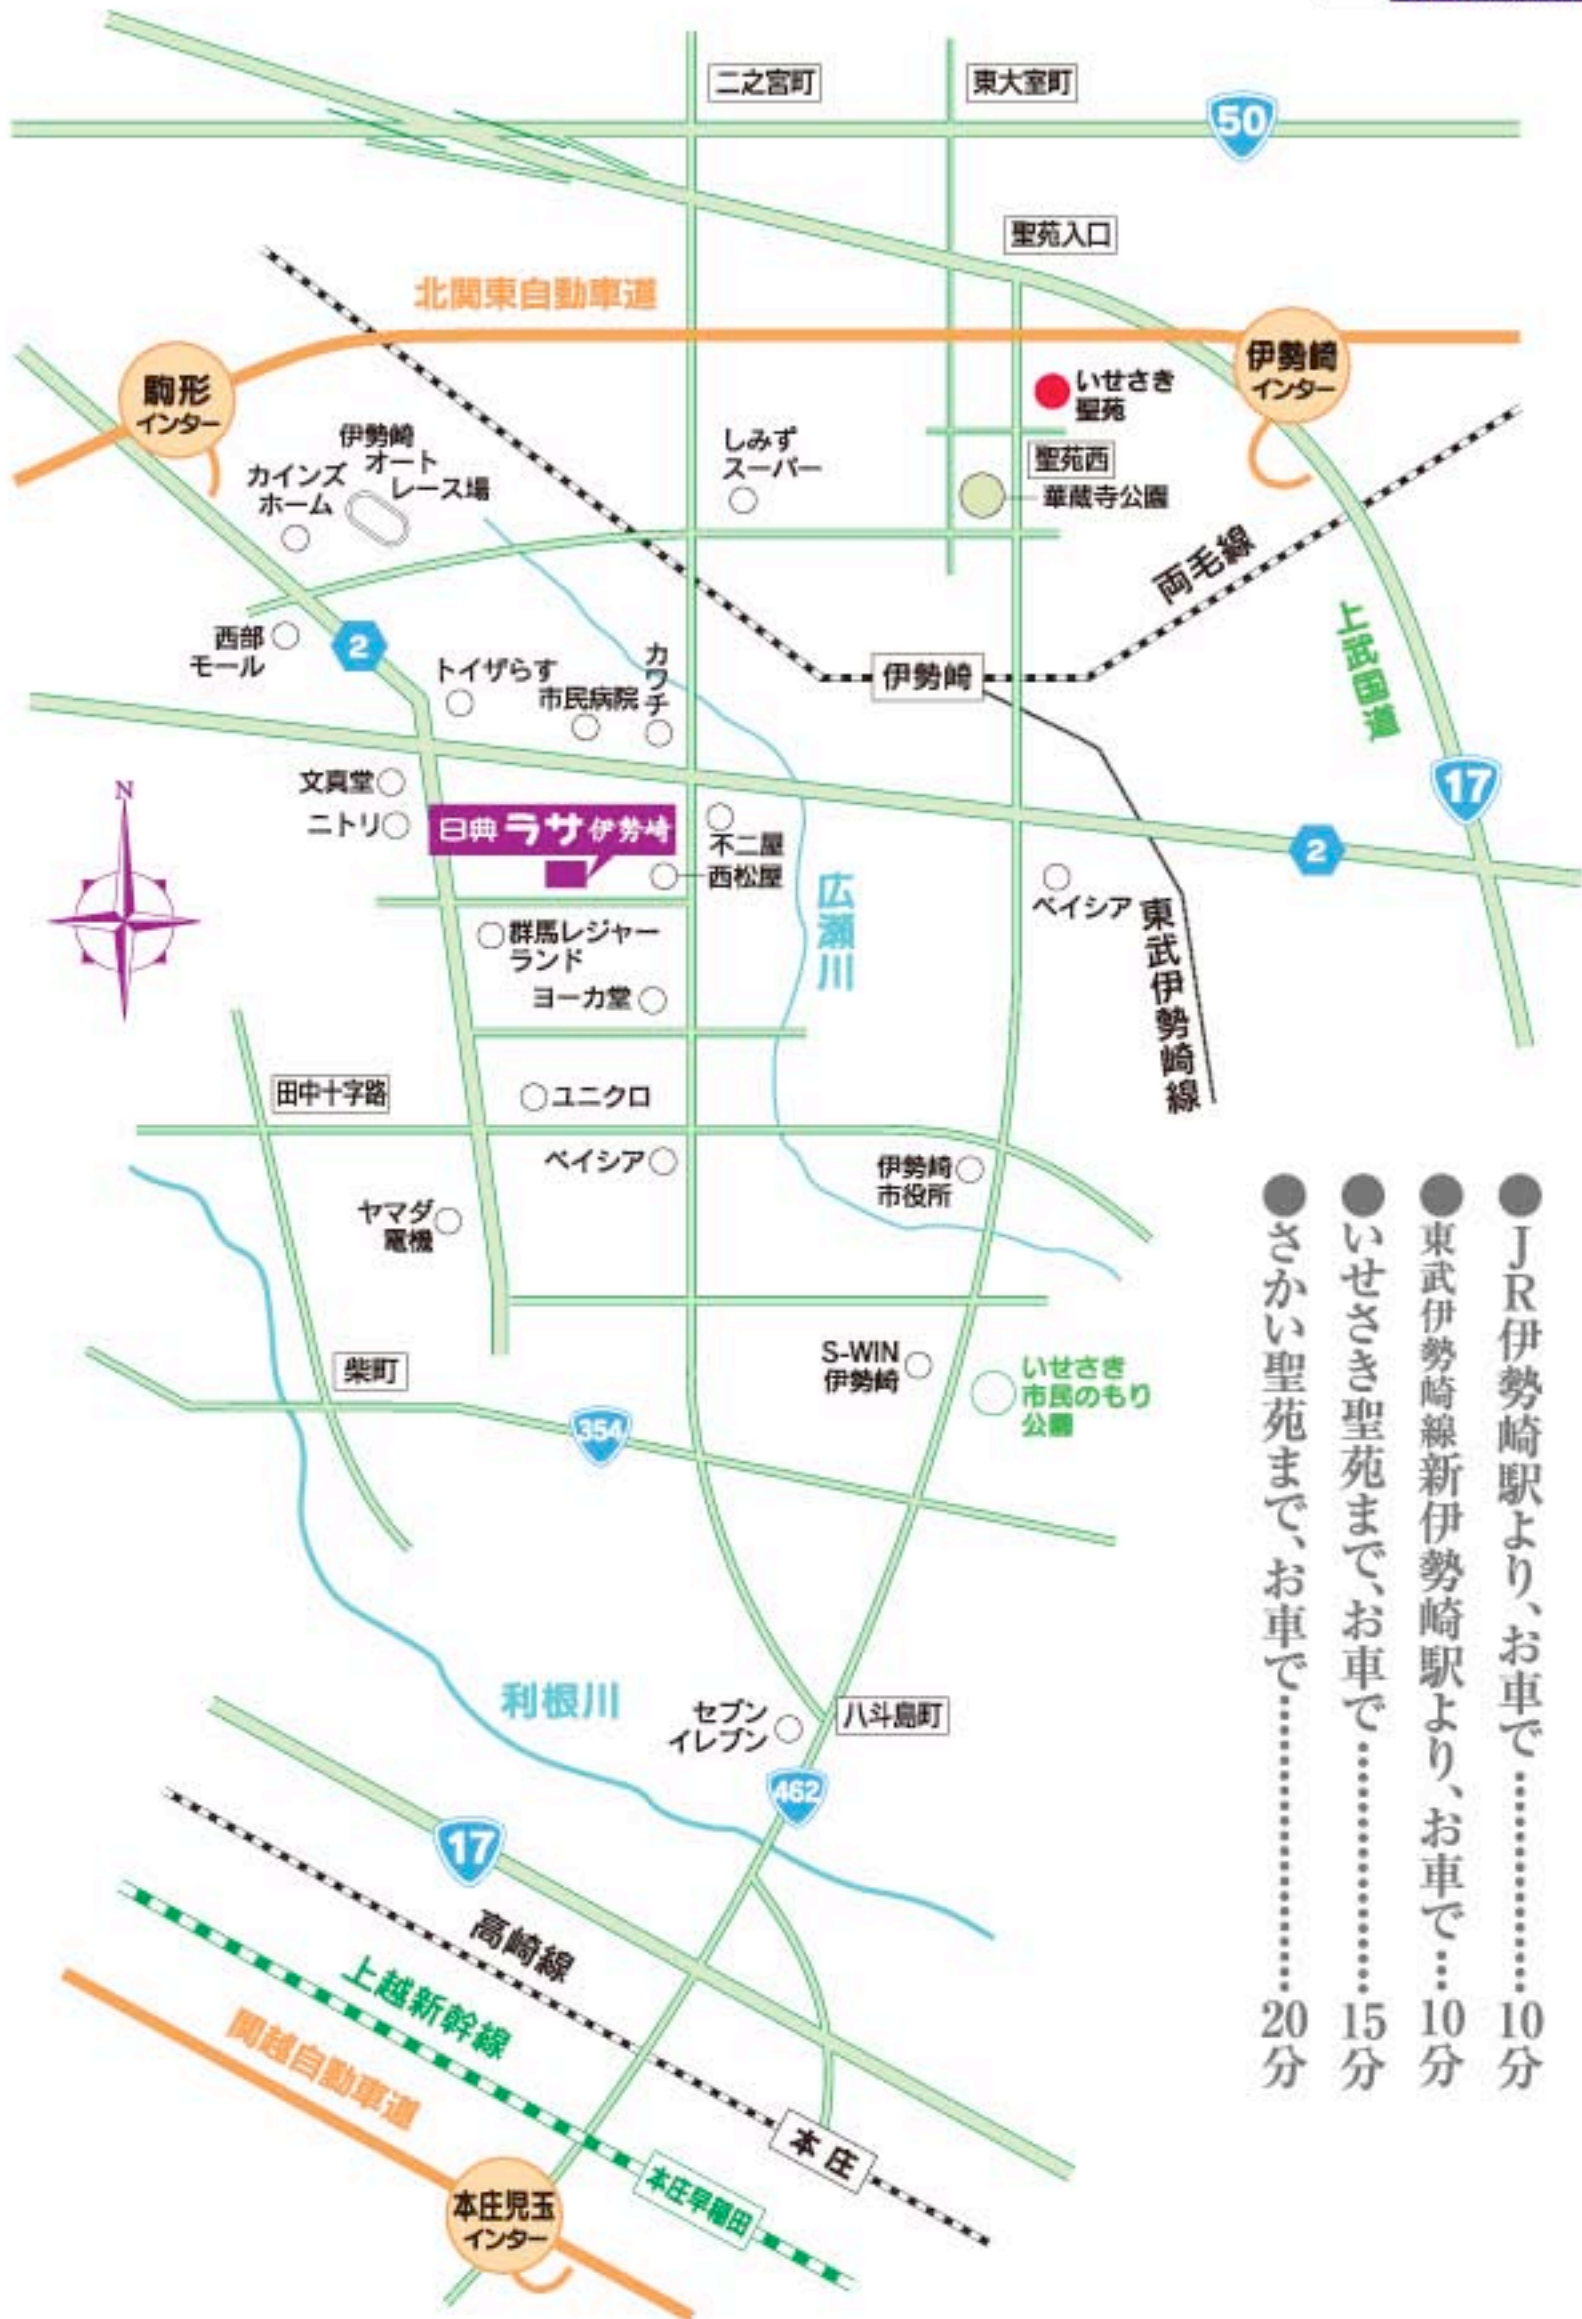 二之宮町
東大室町
50
聖苑入口
北関東自動車道
駒形
インター
伊勢崎
インター
いせさき
聖苑
伊勢崎
オート
レース場
カインズ
ホーム
しみず
スーパー
聖苑西
華蔵寺公園
両毛線
上武国道
西部
モール
2
トイザらす
市民病院
カワチ
伊勢崎
17
文真堂
ニトリ
N
日典 ラサ 伊勢崎
不二屋
西松屋
2
ベイシア
広瀬川
東武伊勢崎線
群馬レジャー
ランド
ヨーカ堂
田中十字路
ユニクロ
ベイシア
伊勢崎
市役所
ヤマダ
電機
柴町
354
S-WIN
伊勢崎
いせさき
市民のもり
公園
利根川
セブン
イレブン
八斗島町
462
17
高崎線
上越新幹線
関越自動車道
本庄
本庄早稲田
本庄児玉
インター
●JR伊勢崎駅より、お車で…………10分
●東武伊勢崎線新伊勢崎駅より、お車で…10分
●いせさき聖苑まで、お車で…………15分
●さかい聖苑まで、お車で……………20分